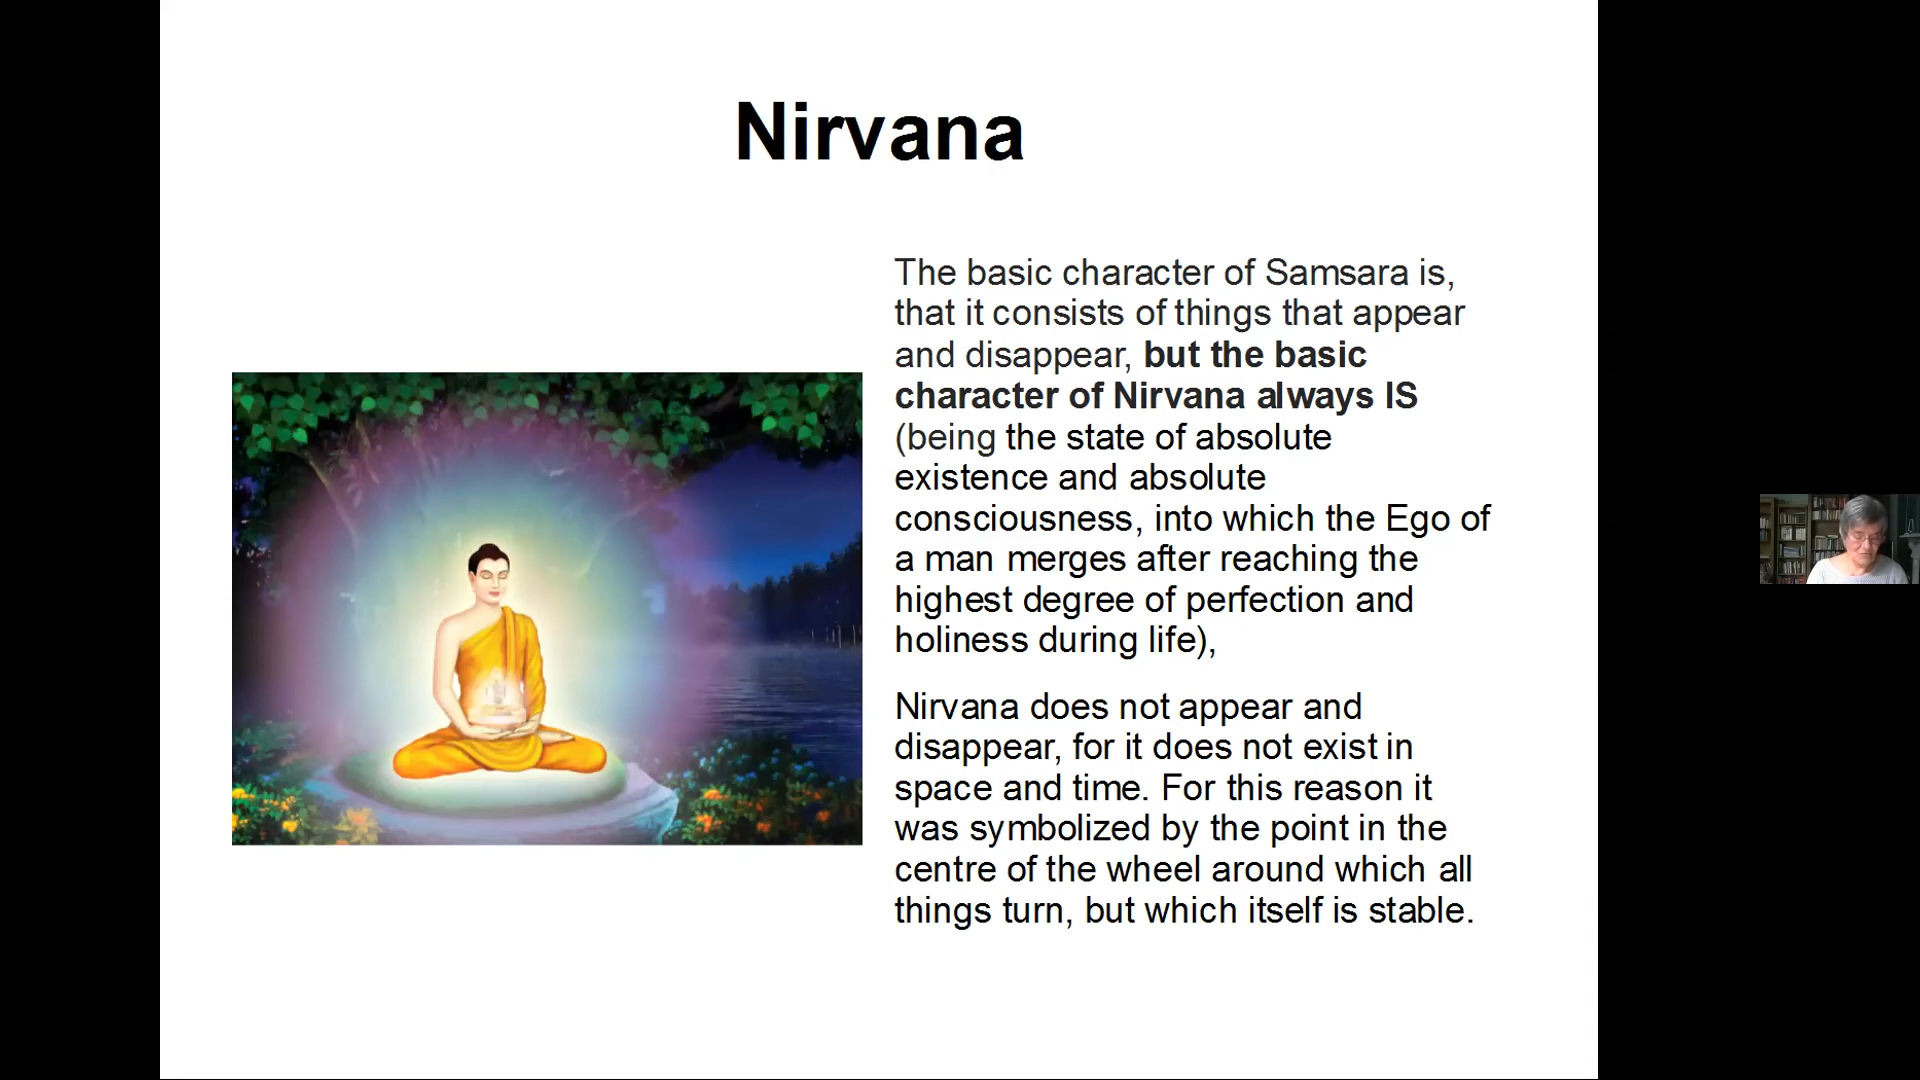 Nirvana
The basic character of Samsara is,
that it consists of things that appear
and disappear, but the basic
character of Nirvana always IS
(being the state of absolute
existence and absolute
consciousness, into which the Ego of
a man merges after reaching the
highest degree of perfection and
holiness during life),
Nirvana does not appear and
disappear, for it does not exist in
space and time. For this reason it
was symbolized by the point in the
centre of the wheel around which all
things turn, but which itself is stable.